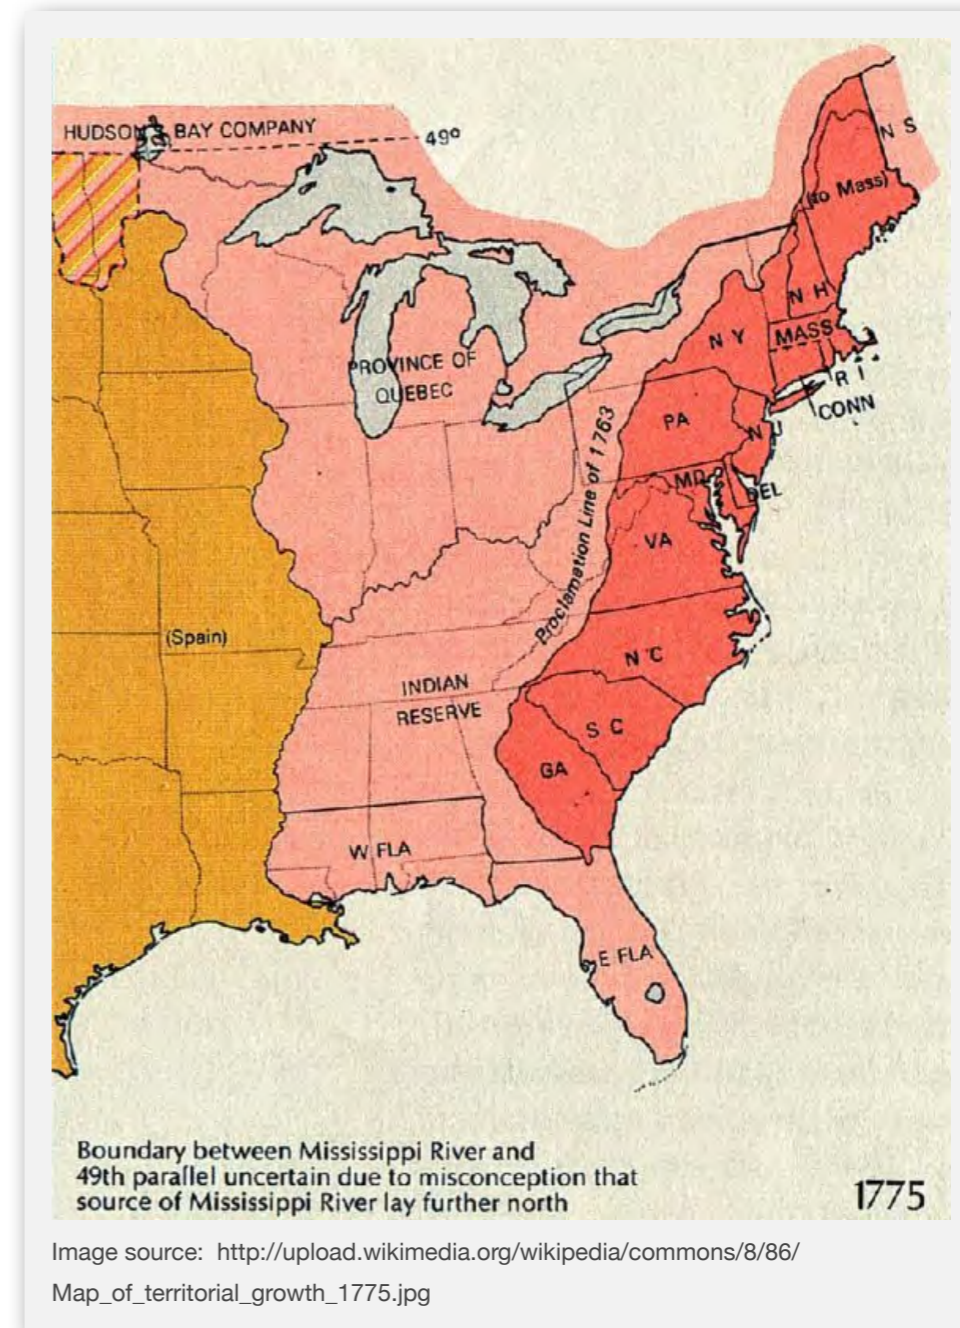 HUDSON'S BAY COMPANY
49º
N S
(to Mass)
N H
N Y
MASS
R I
CONN
PROVINCE OF
QUEBEC
Proclamation Line of 1763
PA
N J
MD
DEL
VA
(Spain)
N C
INDIAN
RESERVE
S C
GA
W FLA
E FLA
Boundary between Mississippi River and
49th parallel uncertain due to misconception that
source of Mississippi River lay further north
1775
Image source:  http://upload.wikimedia.org/wikipedia/commons/8/86/
Map_of_territorial_growth_1775.jpg